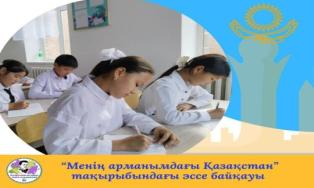 “Менің арманымдағы Қазақстан”
тақырыбындағы эссе байқауы